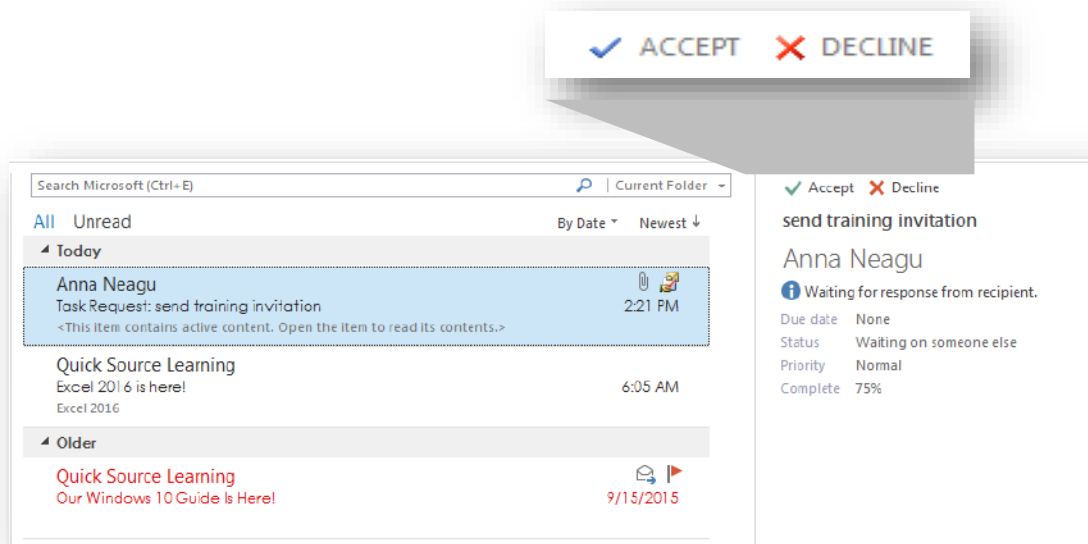 ACCEPT DECLINE
Search Microsoft (Ctrl+E) Current Folder
All Unread By Date Newest
Today
Anna Neagu
Task Request: send training invitation 2:21 PM
<This item contains active content. Open the item to read its contents.>
Quick Source Learning
Excel 2016 is here! 6:05 AM
Excel 2016
Older
Quick Source Learning
Our Windows 10 Guide Is Here! 9/15/2015
Accept Decline
send training invitation
Anna Neagu
Waiting for response from recipient.
Due date None
Status Waiting on someone else
Priority Normal
Complete 75%